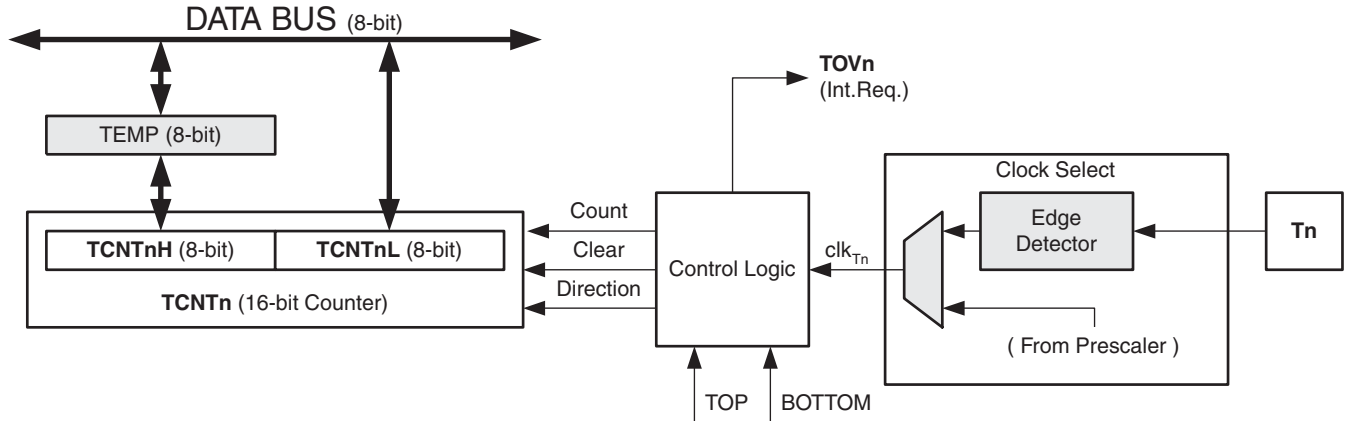 DATA BUS (8-bit)
TEMP (8-bit)
TCNTnH (8-bit)
TCNTnL (8-bit)
TCNTn (16-bit Counter)
Count
Clear
Direction
Control Logic
TOVn
(Int.Req.)
TOP
BOTTOM
clkTn
Clock Select
Edge
Detector
( From Prescaler )
Tn